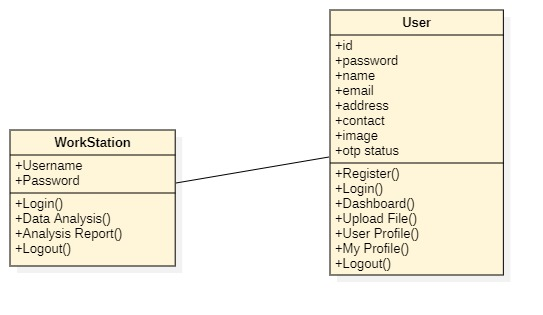 WorkStation
+Username
+Password
+Login()
+Data Analysis()
+Analysis Report()
+Logout()
User
+id
+password
+name
+email
+address
+contact
+image
+otp status
+Register()
+Login()
+Dashboard()
+Upload File()
+User Profile()
+My Profile()
+Logout()